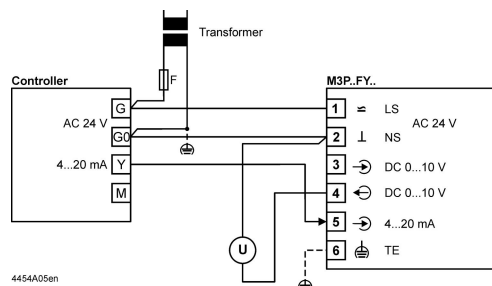 Transformer
F
Controller
M3P..FY..
G
AC 24 V
G0
4...20 mA
Y
M
1 LS
AC 24 V
2 ⊥ NS
3 DC 0...10 V
4 DC 0...10 V
5 4...20 mA
6 TE
U
4454A05en